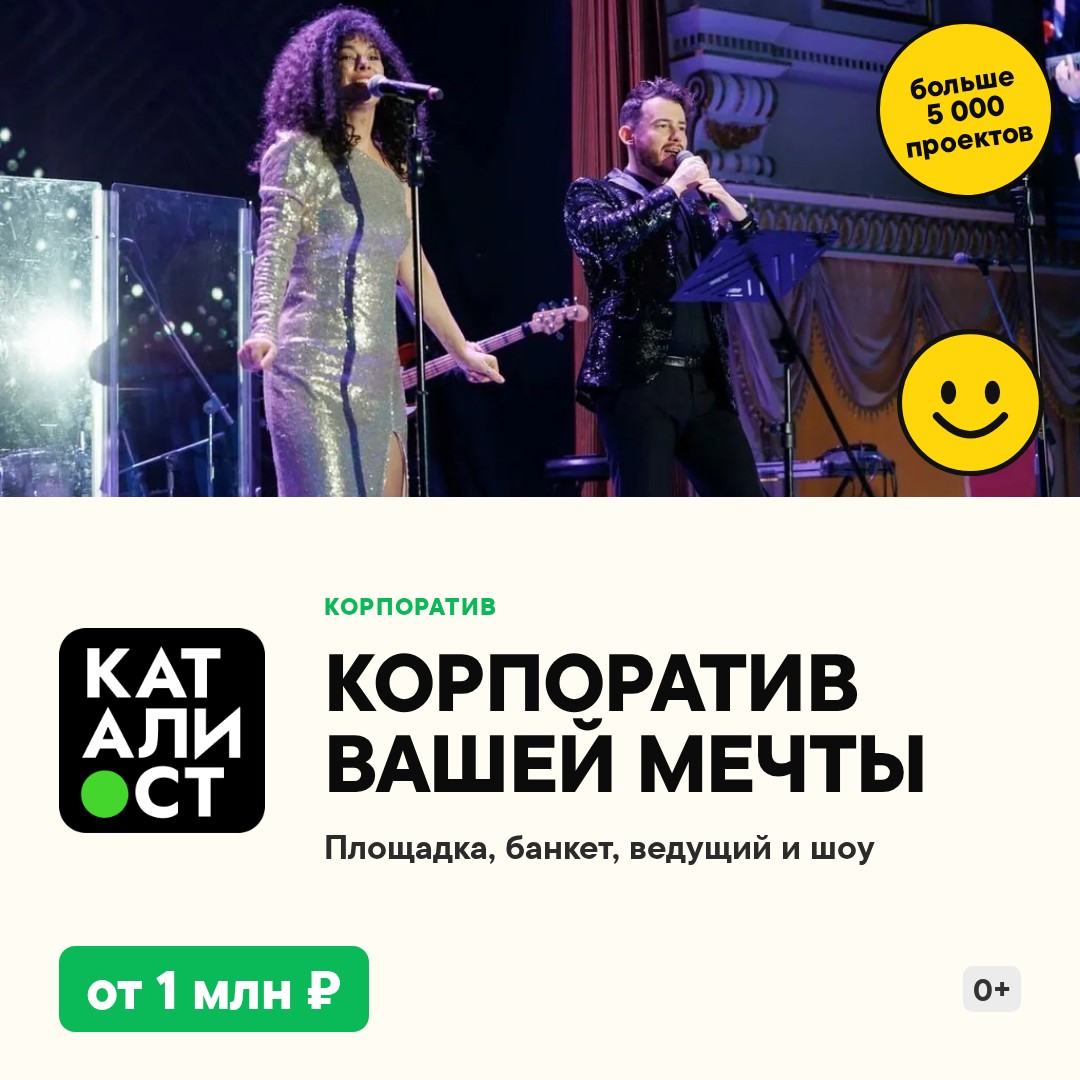 больше
5 000
проектов
КОРПОРАТИВ
КАТ
АЛИ
СТ
КОРПОРАТИВ
ВАШЕЙ МЕЧТЫ
Площадка, банкет, ведущий и шоу
от 1 млн ₽
0+